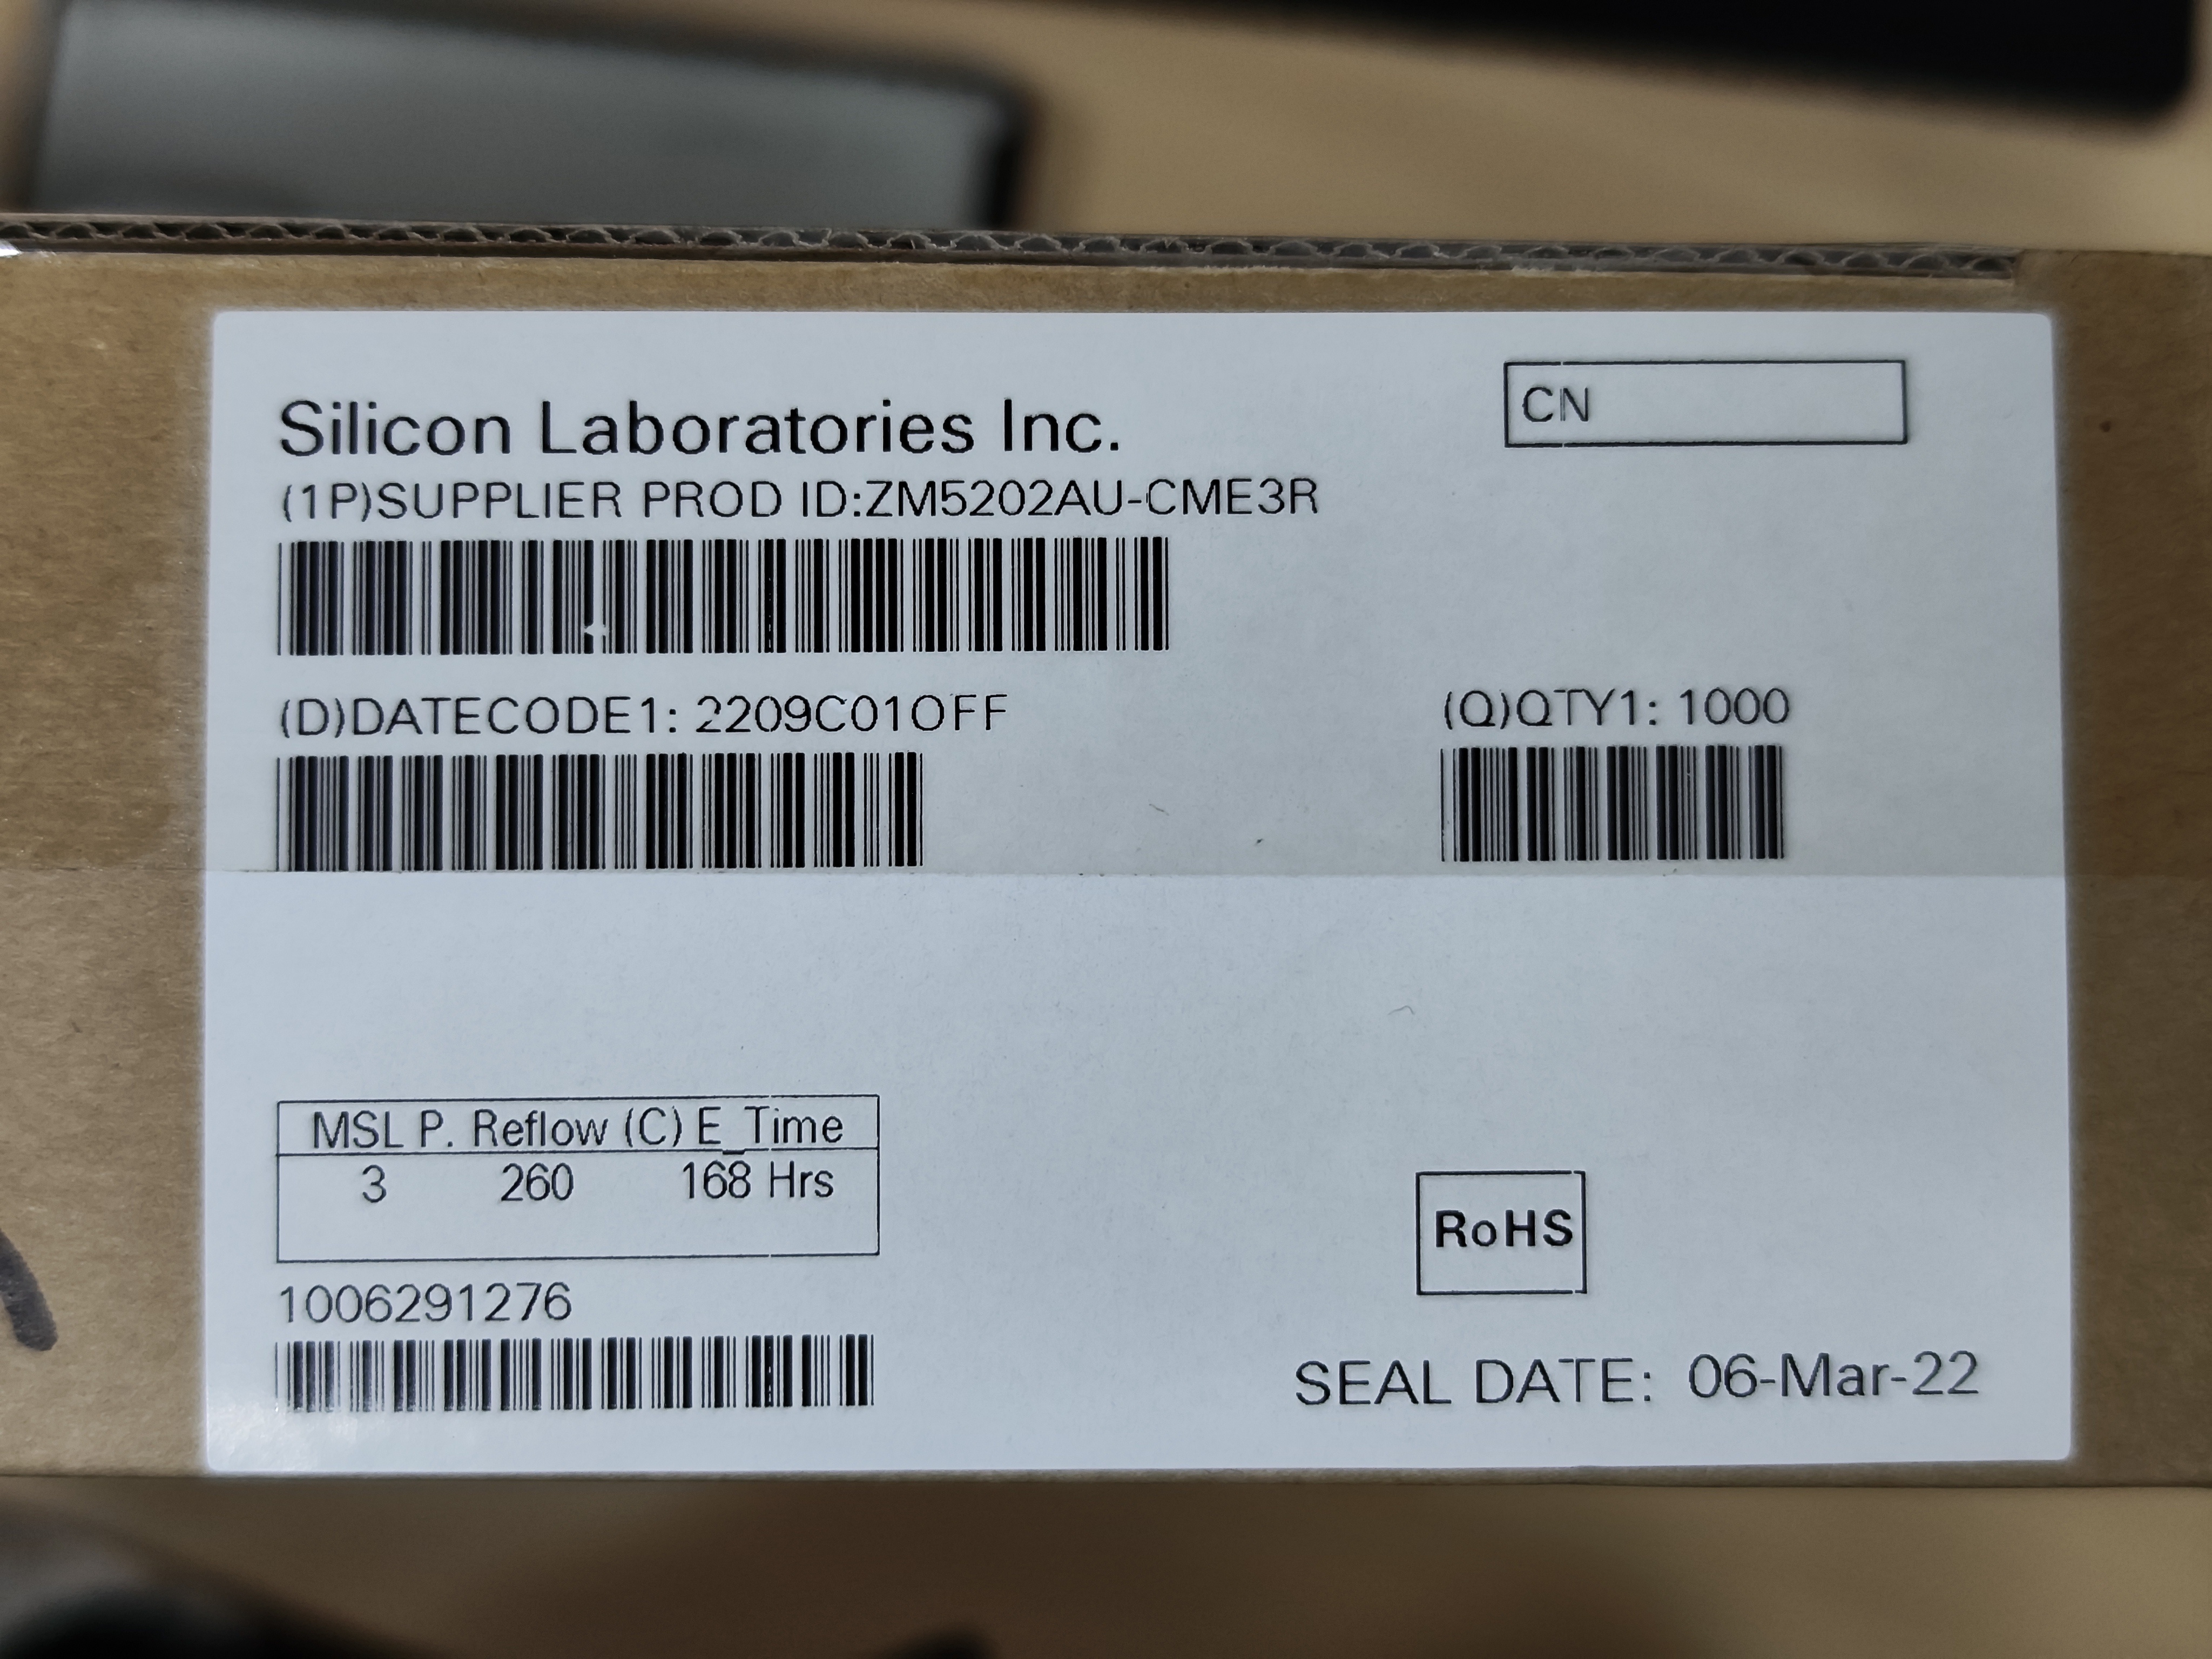 Silicon Laboratories Inc.
CN
(1P)SUPPLIER PROD ID:ZM5202AU-CME3R
(D)DATECODE1: 2209C01OFF
(Q)QTY1: 1000
MSL P. Reflow (C) E_Time
3 260 168 Hrs
RoHS
1006291276
SEAL DATE: 06-Mar-22